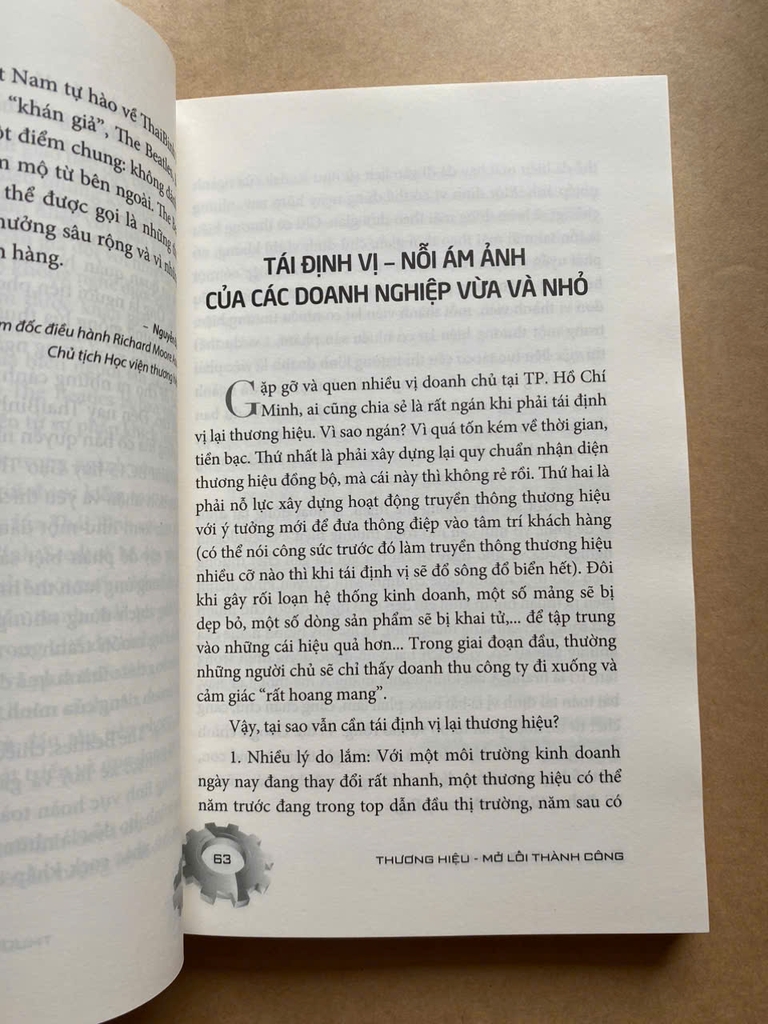 t Nam tự hào về ThaiBin
"khán giả", The Beatles,
ột điểm chung: không
mộ từ bên ngoài. The
thể được gọi là những
hưởng sâu rộng và vì
hàng.
– Nguyễn
m đốc điều hành Richard Moore
Chủ tịch Học viện thương
TÁI ĐỊNH VỊ – NỖI ÁM ẢNH
CỦA CÁC DOANH NGHIỆP VỪA VÀ NHỎ
Gặp gỡ và quen nhiều vị doanh chủ tại TP. Hồ Chí
Minh, ai cũng chia sẻ là rất ngán khi phải tái định
vị lại thương hiệu. Vì sao ngán? Vì quá tốn kém về thời gian,
tiền bạc. Thứ nhất là phải xây dựng lại quy chuẩn nhận diện
thương hiệu đồng bộ, mà cái này thì không rẻ rồi. Thứ hai là
phải nỗ lực xây dựng hoạt động truyền thông thương hiệu
với ý tưởng mới để đưa thông điệp vào tâm trí khách hàng
(có thể nói công sức trước đó làm truyền thông thương hiệu
nhiều cỡ nào thì khi tái định vị sẽ đổ sông đổ biển hết). Đôi
khi gây rối loạn hệ thống kinh doanh, một số mảng sẽ bị
dẹp bỏ, một số dòng sản phẩm sẽ bị khai tử,... để tập trung
vào những cái hiệu quả hơn... Trong giai đoạn đầu, thường
những người chủ sẽ chỉ thấy doanh thu công ty đi xuống và
cảm giác "rất hoang mang".
Vậy, tại sao vẫn cần tái định vị lại thương hiệu?
1. Nhiều lý do lắm: Với một môi trường kinh doanh
ngày nay đang thay đổi rất nhanh, một thương hiệu có thể
năm trước đang trong top dẫn đầu thị trường, năm sau có
63
THƯƠNG HIỆU - MỞ LỐI THÀNH CÔNG